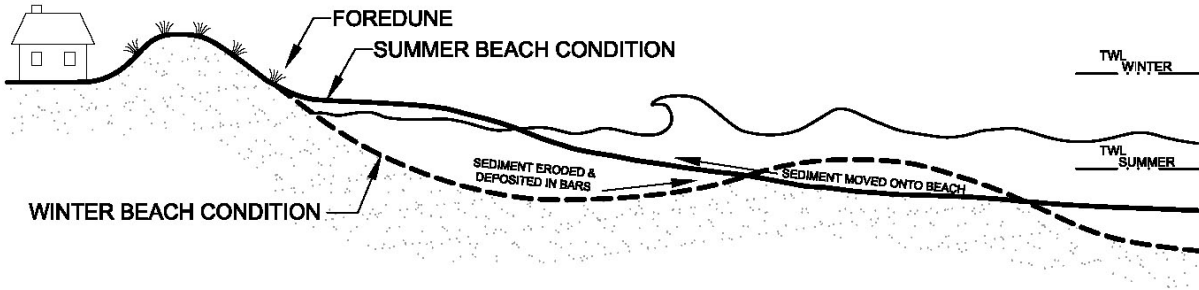 FOREDUNE
SUMMER BEACH CONDITION
TWL WINTER
SEDIMENT ERODED &
DEPOSITED IN BARS
TWL SUMMER
SEDIMENT MOVED ONTO BEACH
WINTER BEACH CONDITION